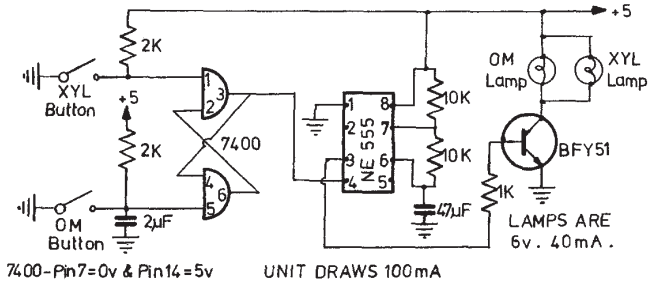 +5
2K
XYL
Button
+5
2K
OM
Button
2µF
1
2
3
4
5
6
7400
1
2
3
4
8
7
6
5
NE 555
10K
10K
47µF
1K
OM
Lamp
XYL
Lamp
BFY51
LAMPS ARE
6v. 40mA.
7400-Pin7=0v & Pin14=5v
UNIT DRAWS 100mA